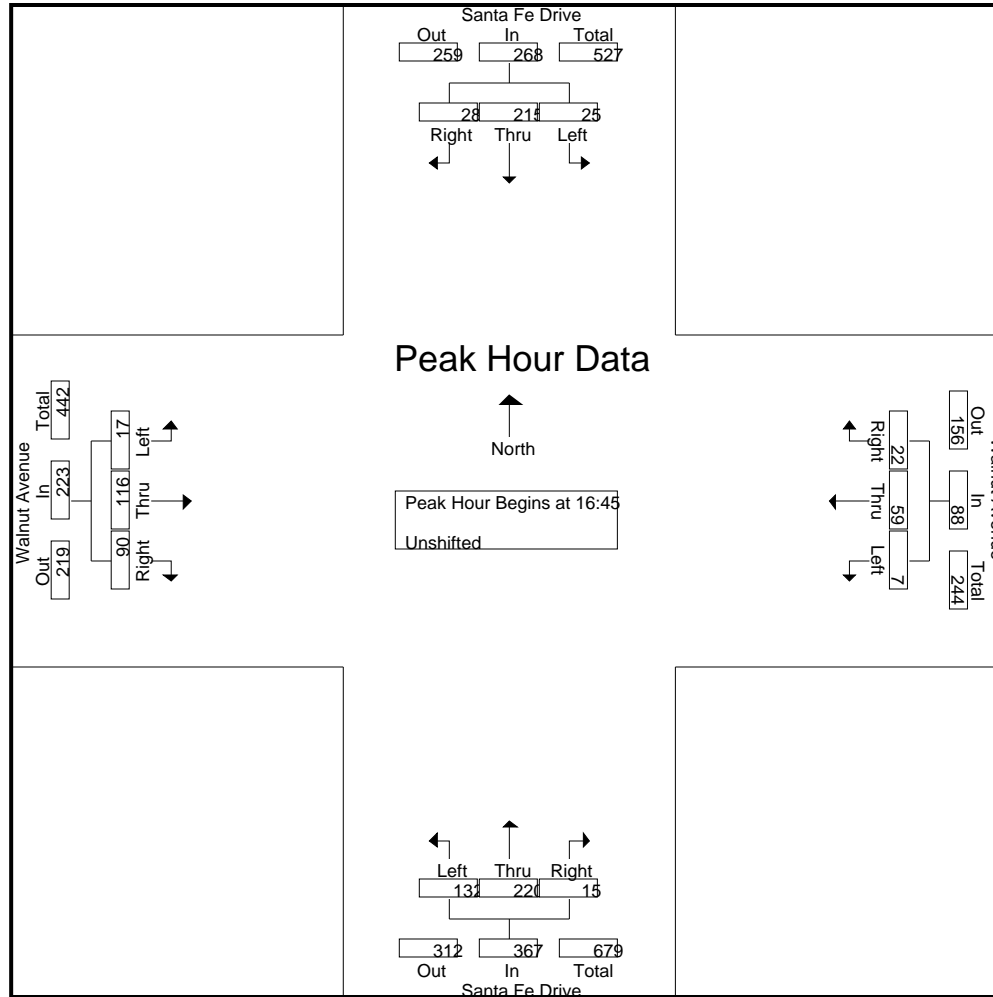 Santa Fe Drive
Out In Total
259 268 527
28 215 25
Right Thru Left
Peak Hour Data
North
Peak Hour Begins at 16:45
Unshifted
Walnut Avenue
Out In Total
219 223 442
17 116 90
Left Thru Right
Out In Total
156 88 244
22 59 7
Right Thru Left
Left Thru Right
132 220 15
312 367 679
Out In Total
Santa Fe Drive